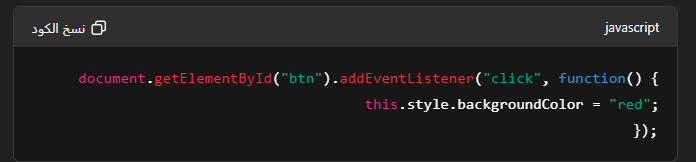 javascript
نسخ الكود
document.getElementById("btn").addEventListener("click", function() {
this.style.backgroundColor = "red";
});